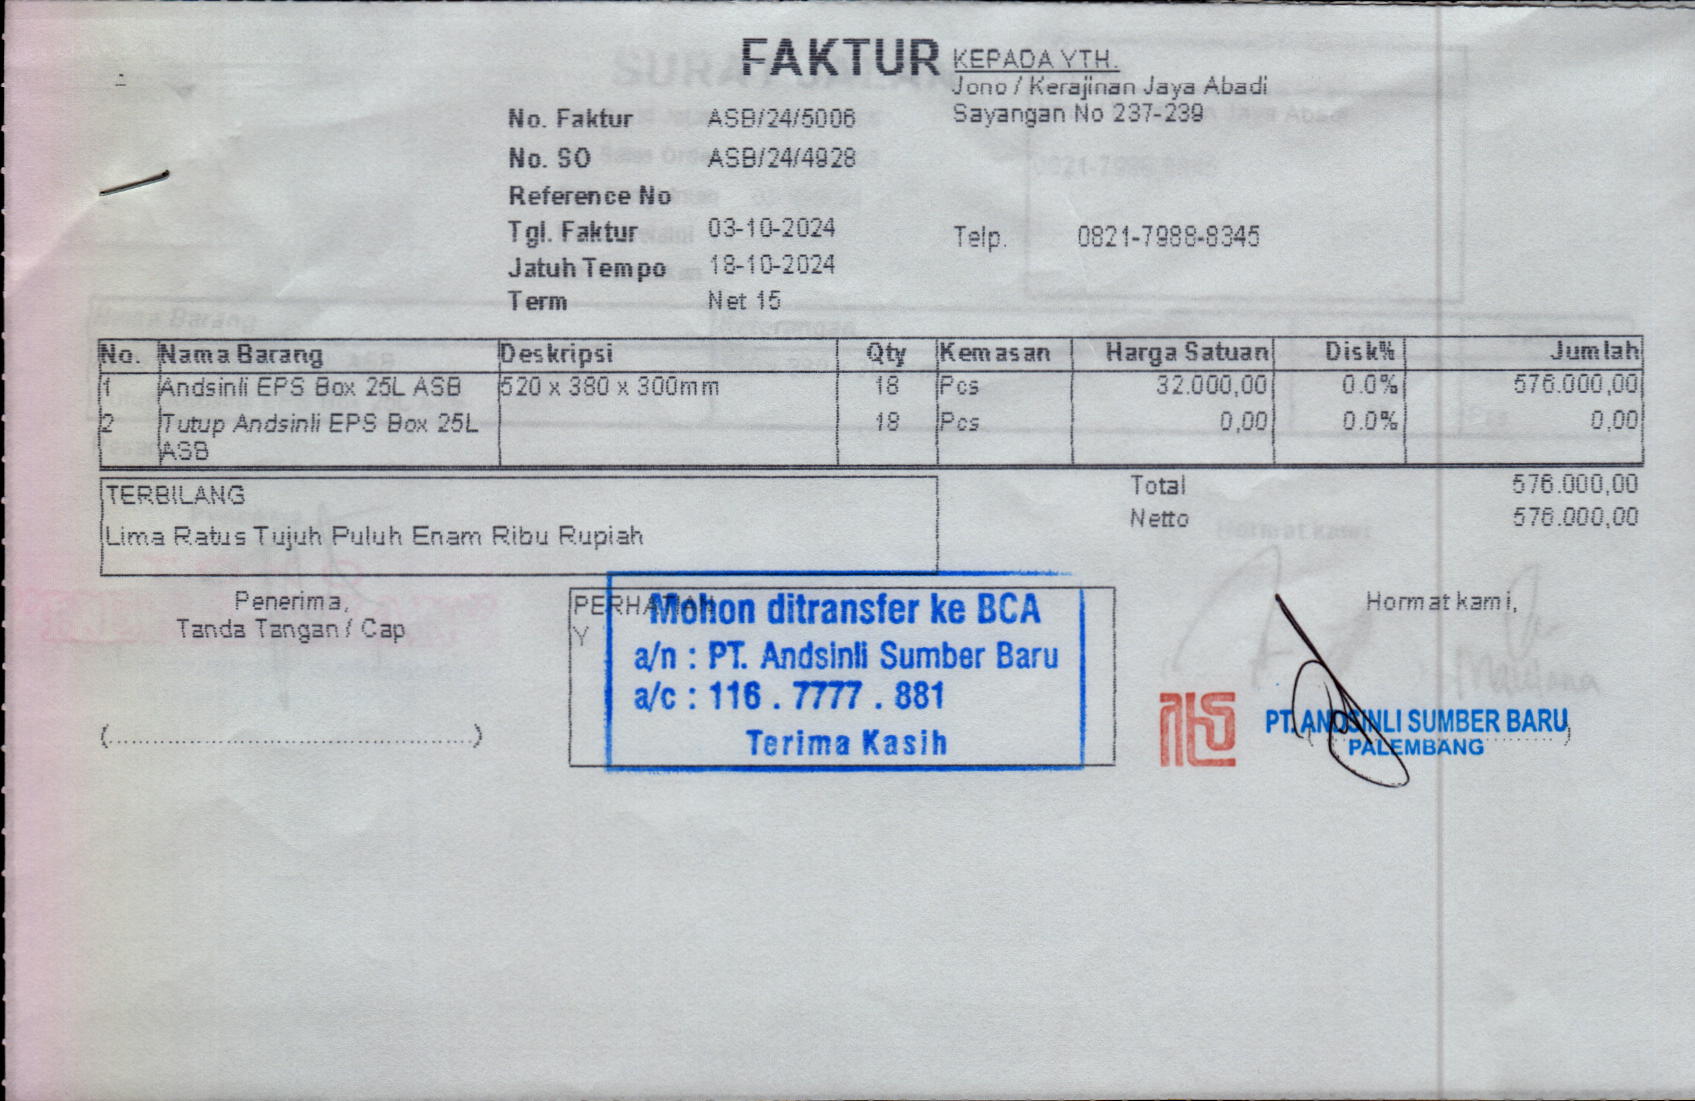 FAKTUR
KEPADA YTH.
Jono / Kerajinan Jaya Abadi
Sayangan No 237-239
No. Faktur ASB/24/5006
No. SO ASB/24/4928
Reference No
Tgl. Faktur 03-10-2024
Telp. 0821-7988-8345
Jatuh Tempo 18-10-2024
Term Net 15
No. Nama Barang Deskripsi Qty Kemasan Harga Satuan Disk% Jumlah
1 Andsinli EPS Box 25L ASB 520 x 380 x 300mm 18 Pcs 32.000,00 0.0% 576.000,00
2 Tutup Andsinli EPS Box 25L 18 Pcs 0,00 0.0% 0,00
ASB
Total 576.000,00
Netto 576.000,00
TERBILANG
Lima Ratus Tujuh Puluh Enam Ribu Rupiah
Penerima,
Tanda Tangan / Cap
(................................................)
PERHATIAN
Y
Mohon ditransfer ke BCA
a/n : PT. Andsinli Sumber Baru
a/c : 116 . 7777 . 881
Terima Kasih
Hormat kami,
PT. ANDSINLI SUMBER BARU
PALEMBANG